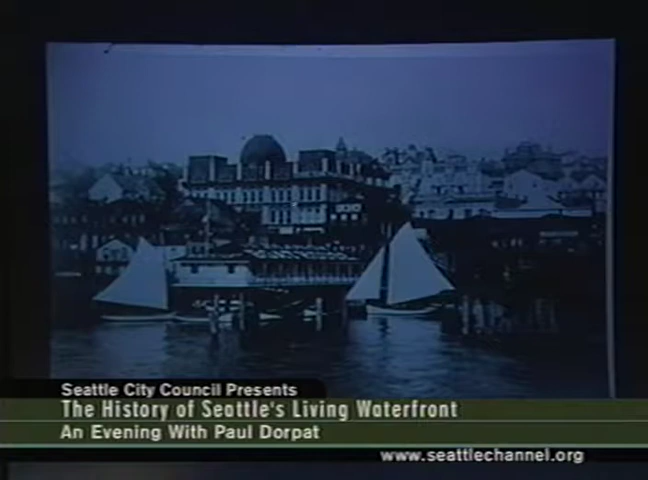 Seattle City Council Presents
The History of Seattle's Living Waterfront
An Evening With Paul Dorpat
www.seattlechannel.org